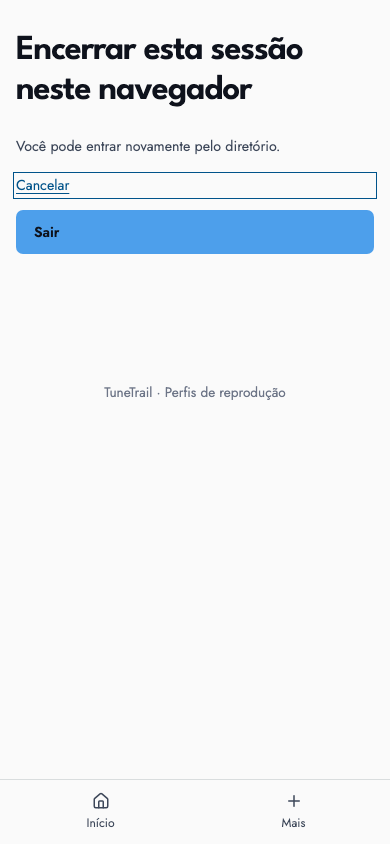 Encerrar esta sessão
neste navegador
Você pode entrar novamente pelo diretório.
Cancelar
Sair
TuneTrail · Perfis de reprodução
Início
Mais